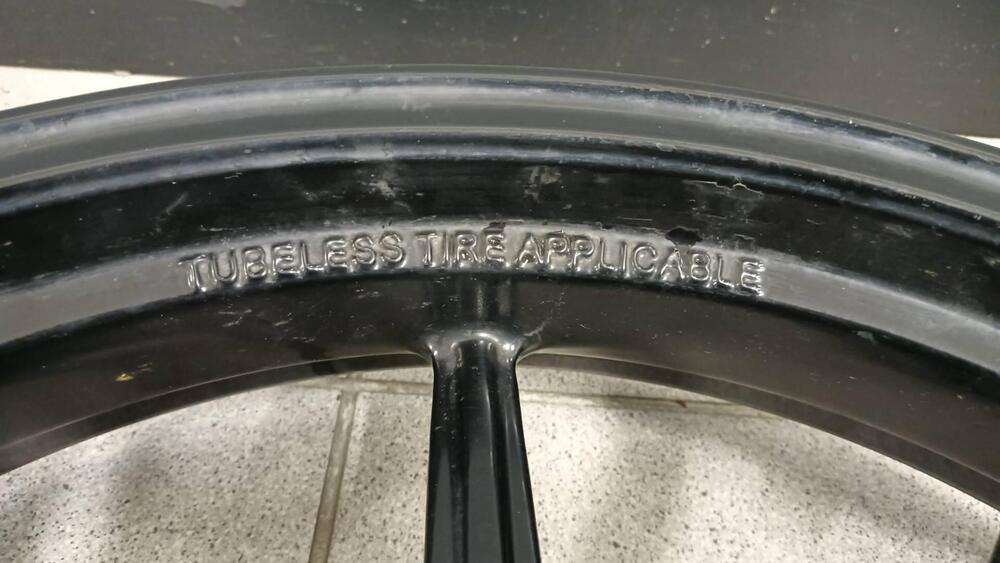 TUBELESS TIRE APPLICABLE